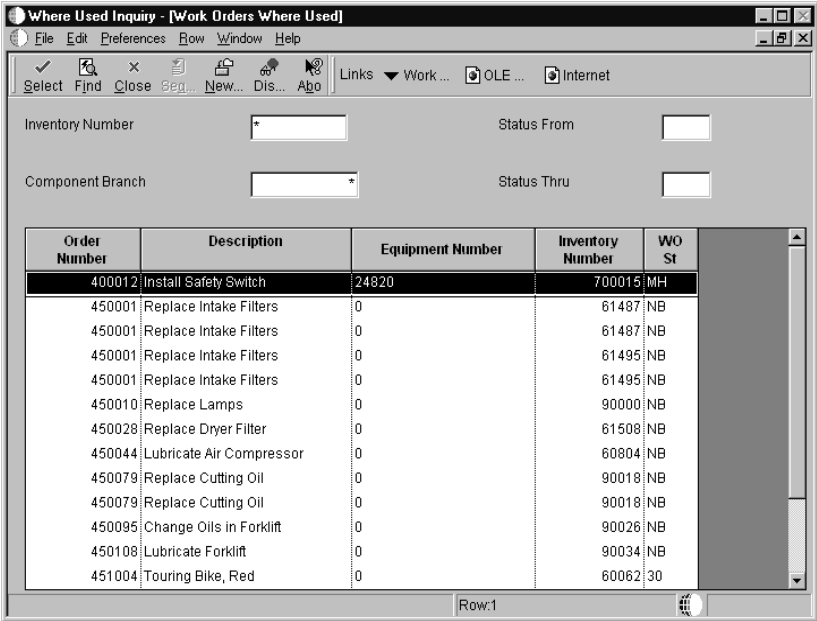 Where Used Inquiry - [Work Orders Where Used]
File Edit Preferences Row Window Help
Select Find Close Seq... New... Dis... Abo Links Work ... OLE ... Internet
Inventory Number * Status From
Component Branch * Status Thru
Order Number Description Equipment Number Inventory Number WO St
400012 Install Safety Switch 24820 700015 MH
450001 Replace Intake Filters 0 61487 NB
450001 Replace Intake Filters 0 61487 NB
450001 Replace Intake Filters 0 61495 NB
450001 Replace Intake Filters 0 61495 NB
450010 Replace Lamps 0 90000 NB
450028 Replace Dryer Filter 0 61508 NB
450044 Lubricate Air Compressor 0 60804 NB
450079 Replace Cutting Oil 0 90018 NB
450079 Replace Cutting Oil 0 90018 NB
450095 Change Oils in Forklift 0 90026 NB
450108 Lubricate Forklift 0 90034 NB
451004 Touring Bike, Red 0 60062 30
Row:1